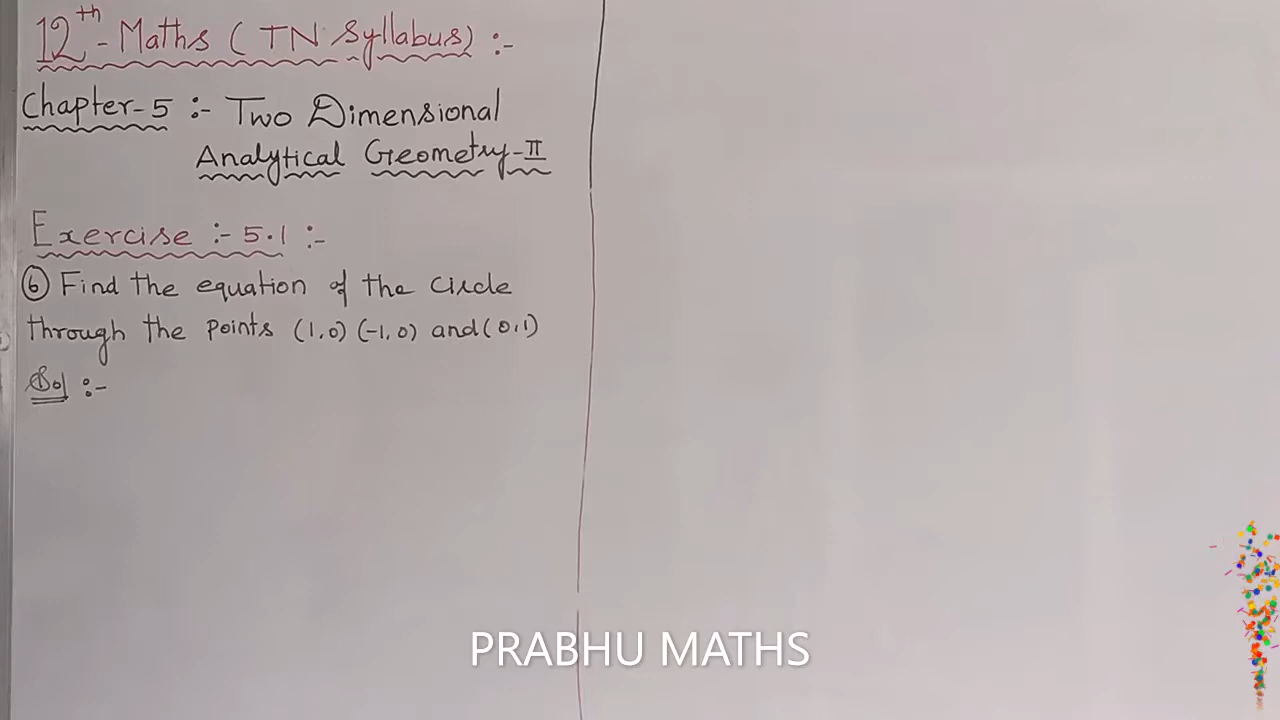 12th - Maths ( TN Syllabus) :-
Chapter-5 :- Two Dimensional
Analytical Geometry-II
Exercise :- 5.1 :-
⑥ Find the equation of the circle
through the points (1,0) (-1,0) and (0,1)
Sol :-
PRABHU MATHS